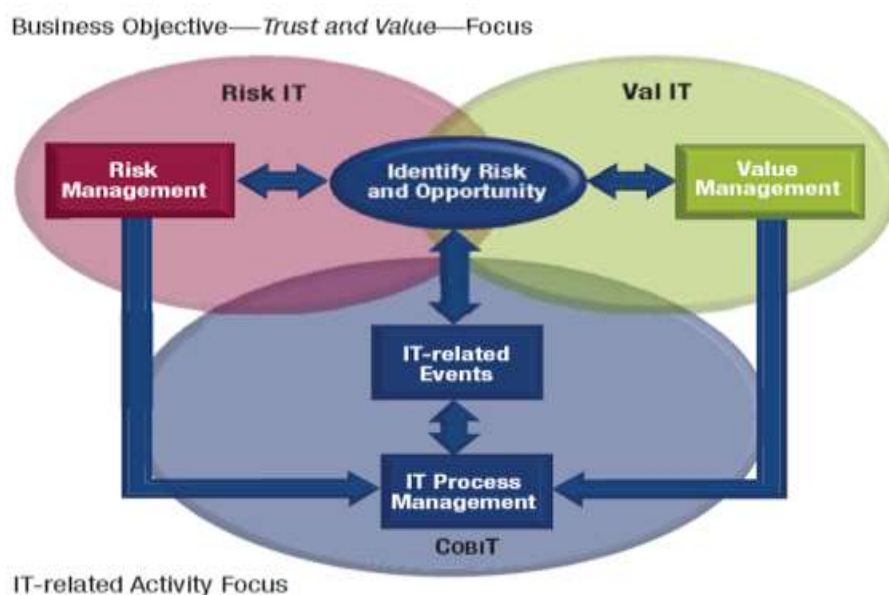 Business Objective—Trust and Value—Focus
Risk IT
Val IT
Risk
Management
Identify Risk
and Opportunity
Value
Management
IT-related
Events
IT Process
Management
COBIT
IT-related Activity Focus